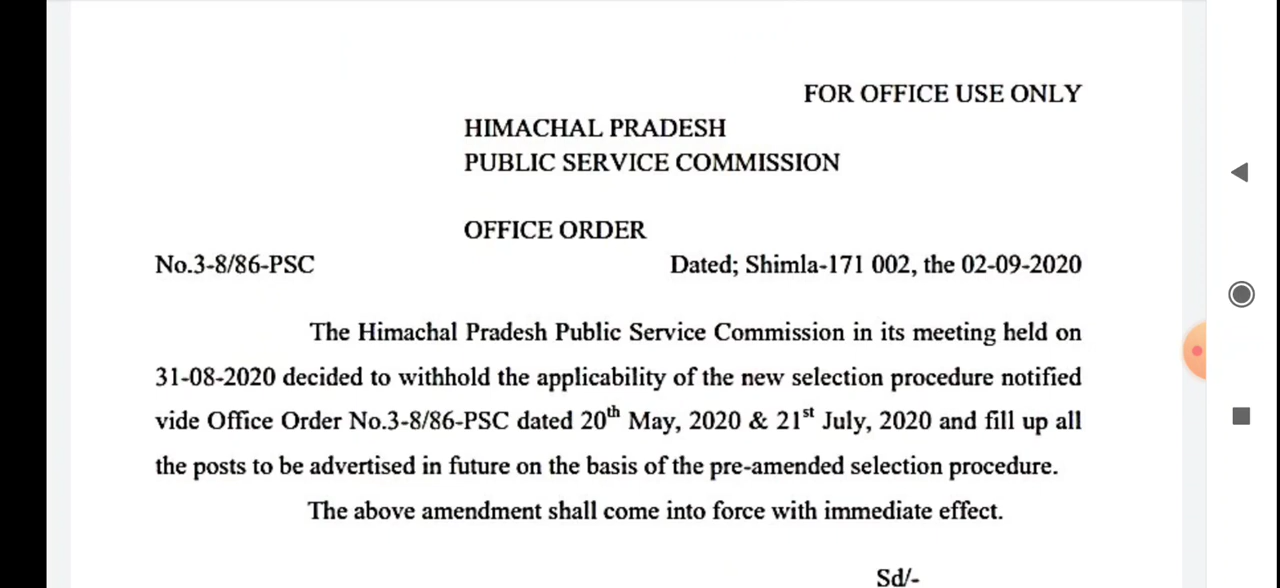 FOR OFFICE USE ONLY
HIMACHAL PRADESH
PUBLIC SERVICE COMMISSION
OFFICE ORDER
No.3-8/86-PSC Dated; Shimla-171 002, the 02-09-2020
The Himachal Pradesh Public Service Commission in its meeting held on
31-08-2020 decided to withhold the applicability of the new selection procedure notified
vide Office Order No.3-8/86-PSC dated 20th May, 2020 & 21st July, 2020 and fill up all
the posts to be advertised in future on the basis of the pre-amended selection procedure.
The above amendment shall come into force with immediate effect.
Sd/-